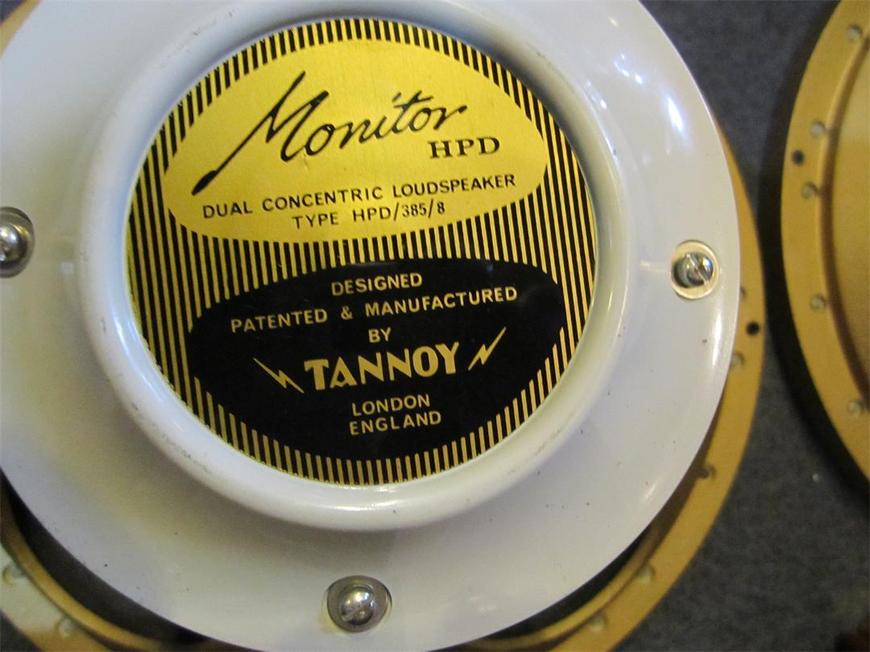 Monitor
HPD
DUAL CONCENTRIC LOUDSPEAKER
TYPE HPD/385/8
DESIGNED
PATENTED & MANUFACTURED
BY
TANNOY
LONDON
ENGLAND